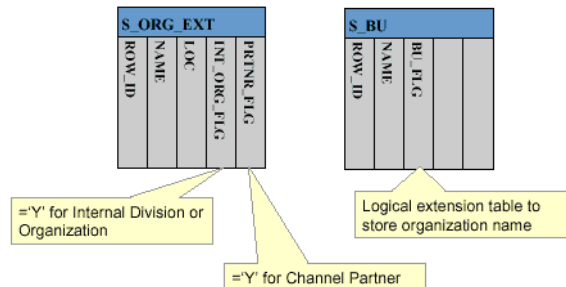 S_ORG_EXT
ROW_ID
NAME
LOC
INT_ORG_FLG
PRTNR_FLG
S_BU
ROW_ID
NAME
BU_FLG
='Y' for Internal Division or
Organization
Logical extension table to
store organization name
='Y' for Channel Partner